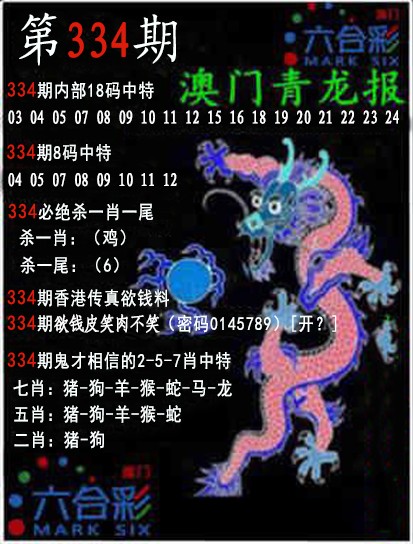 第334期
澳门
六合彩
MARK SIX
澳门青龙报
334期内部18码中特
03 04 05 07 08 09 10 11 12 15 16 18 19 20 21 22 23 24
334期8码中特
04 05 07 08 09 10 11 12
334必绝杀一肖一尾
杀一肖：（鸡）
杀一尾：（6）
334期香港传真欲钱料
334期欲钱皮笑肉不笑（密码0145789）[开？]
334期鬼才相信的2-5-7肖中特
七肖：猪-狗-羊-猴-蛇-马-龙
五肖：猪-狗-羊-猴-蛇
二肖：猪-狗
澳门
六合彩
MARK SIX